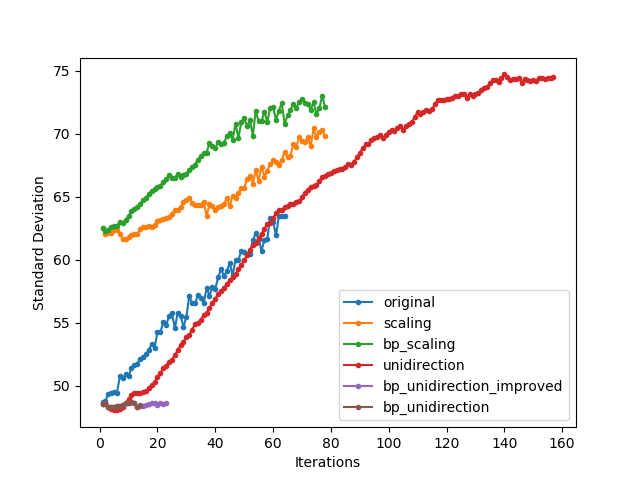 75
70
65
60
55
50
Standard Deviation
original
scaling
bp_scaling
unidirection
bp_unidirection_improved
bp_unidirection
0 20 40 60 80 100 120 140 160
Iterations